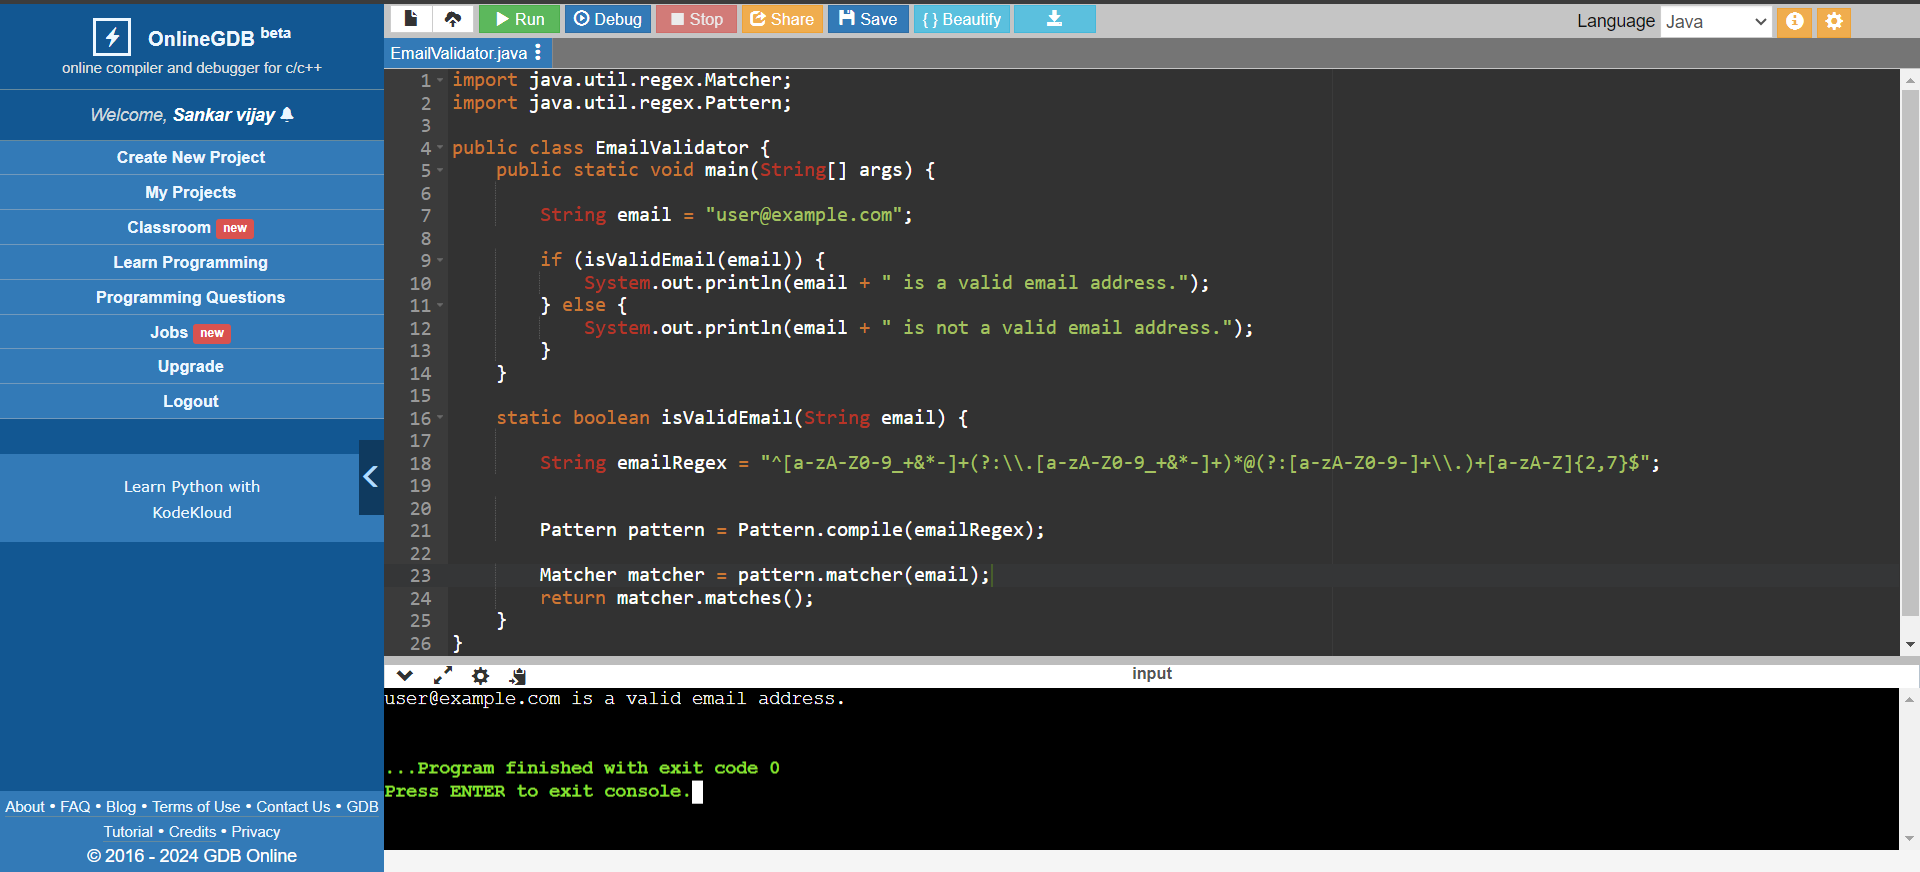 OnlineGDB beta
online compiler and debugger for c/c++
Welcome, Sankar vijay
Create New Project
My Projects
Classroom new
Learn Programming
Programming Questions
Jobs new
Upgrade
Logout
Learn Python with
KodeKloud
About • FAQ • Blog • Terms of Use • Contact Us • GDB
Tutorial • Credits • Privacy
© 2016 - 2024 GDB Online
Run Debug Stop Share Save { } Beautify Language Java
EmailValidator.java
1 import java.util.regex.Matcher;
2 import java.util.regex.Pattern;
3
4 public class EmailValidator {
5     public static void main(String[] args) {
6
7         String email = "user@example.com";
8
9         if (isValidEmail(email)) {
10             System.out.println(email + " is a valid email address.");
11         } else {
12             System.out.println(email + " is not a valid email address.");
13         }
14     }
15
16     static boolean isValidEmail(String email) {
17
18         String emailRegex = "^[a-zA-Z0-9_+&*-]+(?:\\.[a-zA-Z0-9_+&*-]+)*@(?:[a-zA-Z0-9-]+\\.)+[a-zA-Z]{2,7}$";
19
20
21         Pattern pattern = Pattern.compile(emailRegex);
22
23         Matcher matcher = pattern.matcher(email);
24         return matcher.matches();
25     }
26 }
input
user@example.com is a valid email address.
...Program finished with exit code 0
Press ENTER to exit console.